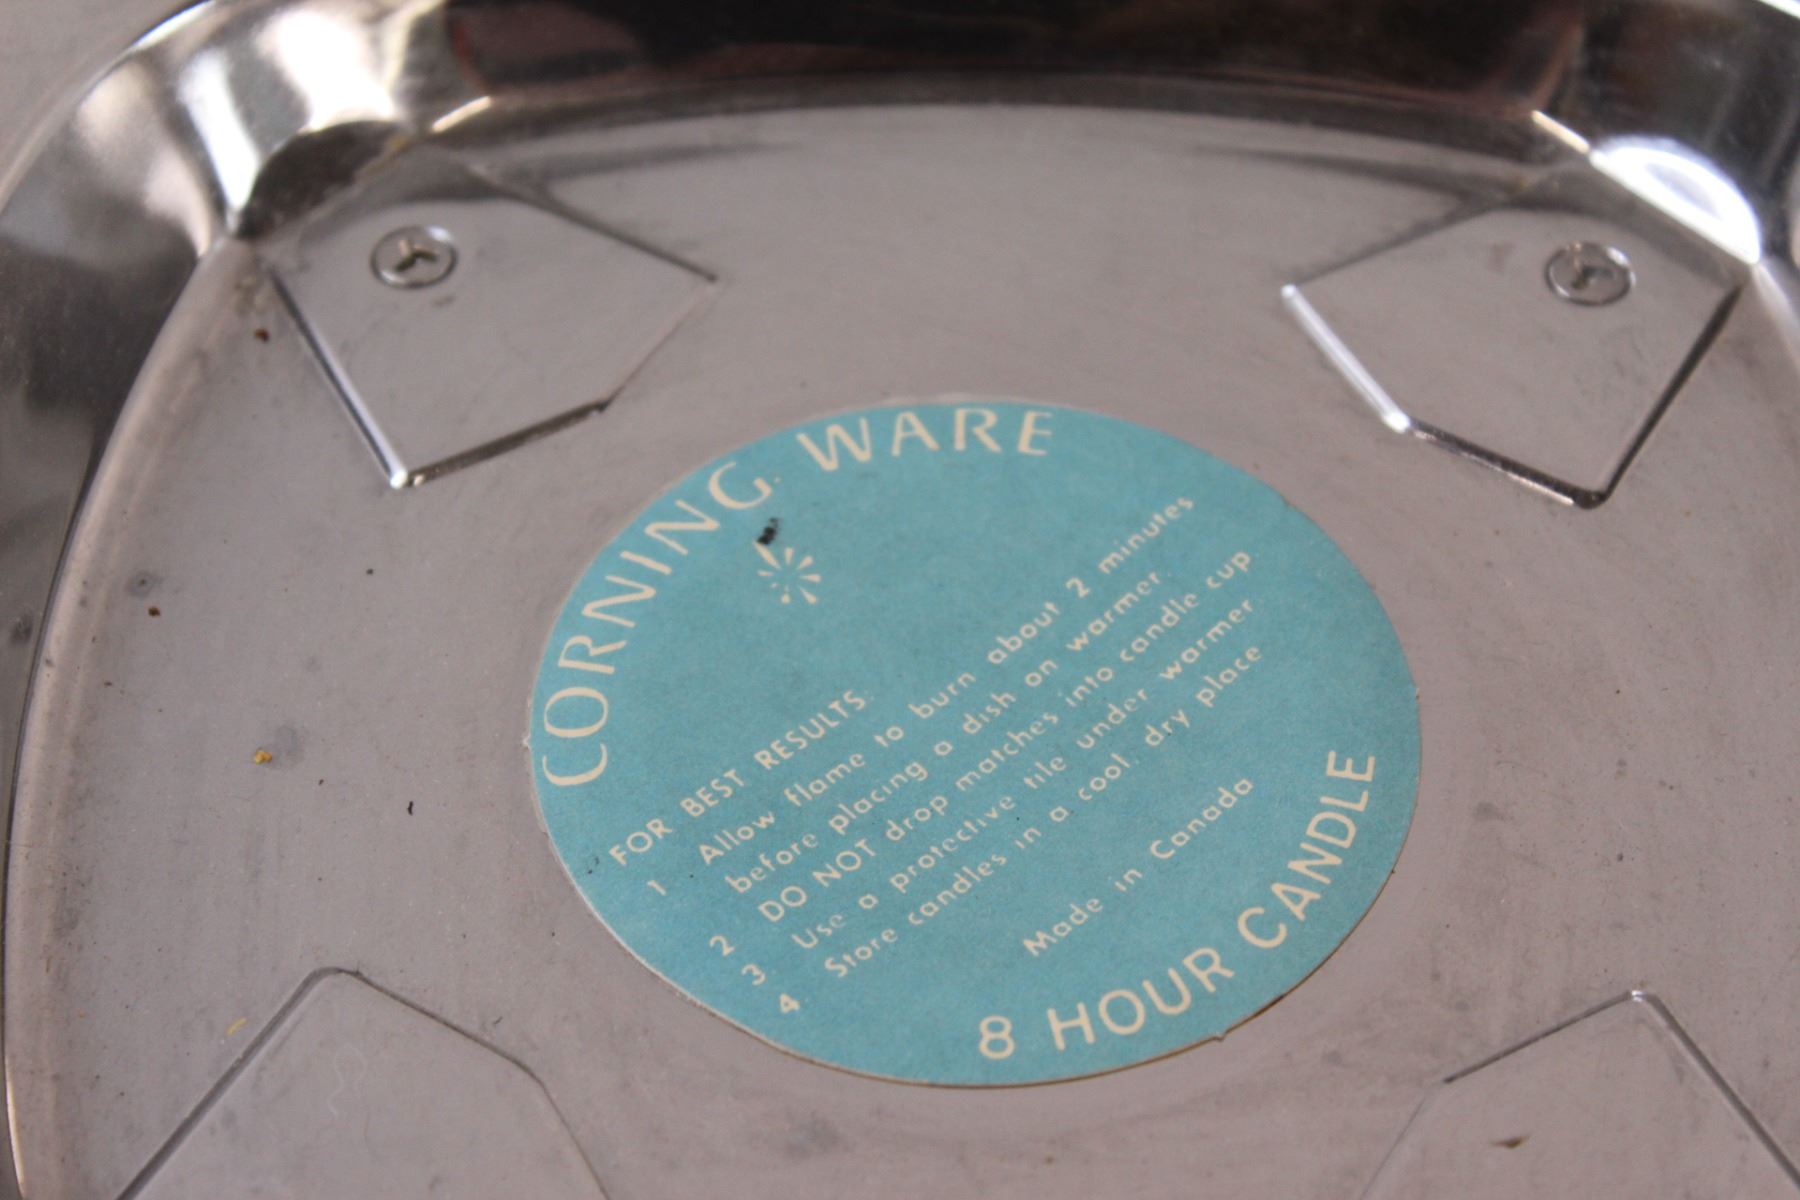 CORNING WARE
FOR BEST RESULTS.
1 Allow flame to burn about 2 minutes
before placing a dish on warmer.
2 DO NOT drop matches into candle cup.
3. Use a protective tile under warmer.
4. Store candles in a cool, dry place
Made in Canada
8 HOUR CANDLE